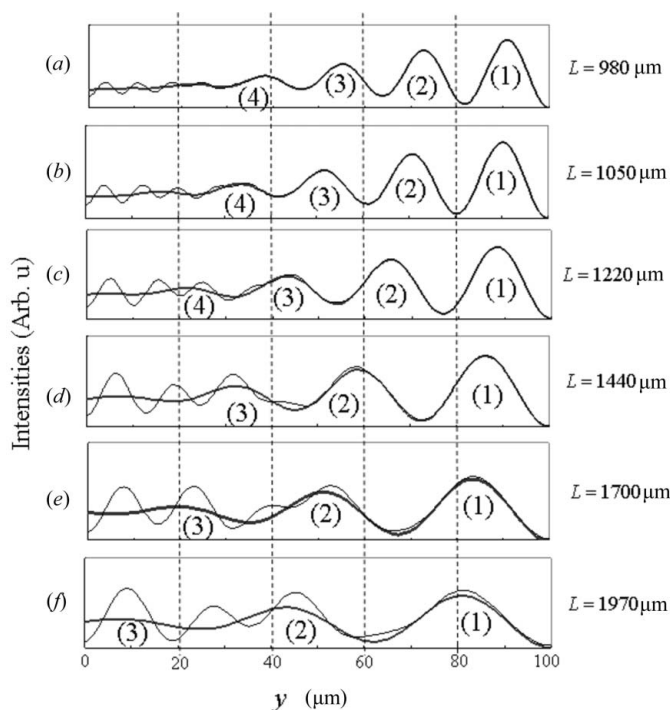 (a) (4) (3) (2) (1) L = 980 μm
(b) (4) (3) (2) (1) L = 1050 μm
(c) (4) (3) (2) (1) L = 1220 μm
(d) (3) (2) (1) L = 1440 μm
(e) (3) (2) (1) L = 1700 μm
(f) (3) (2) (1) L = 1970 μm
Intensities (Arb. u)
0 20 40 60 80 100
y (μm)